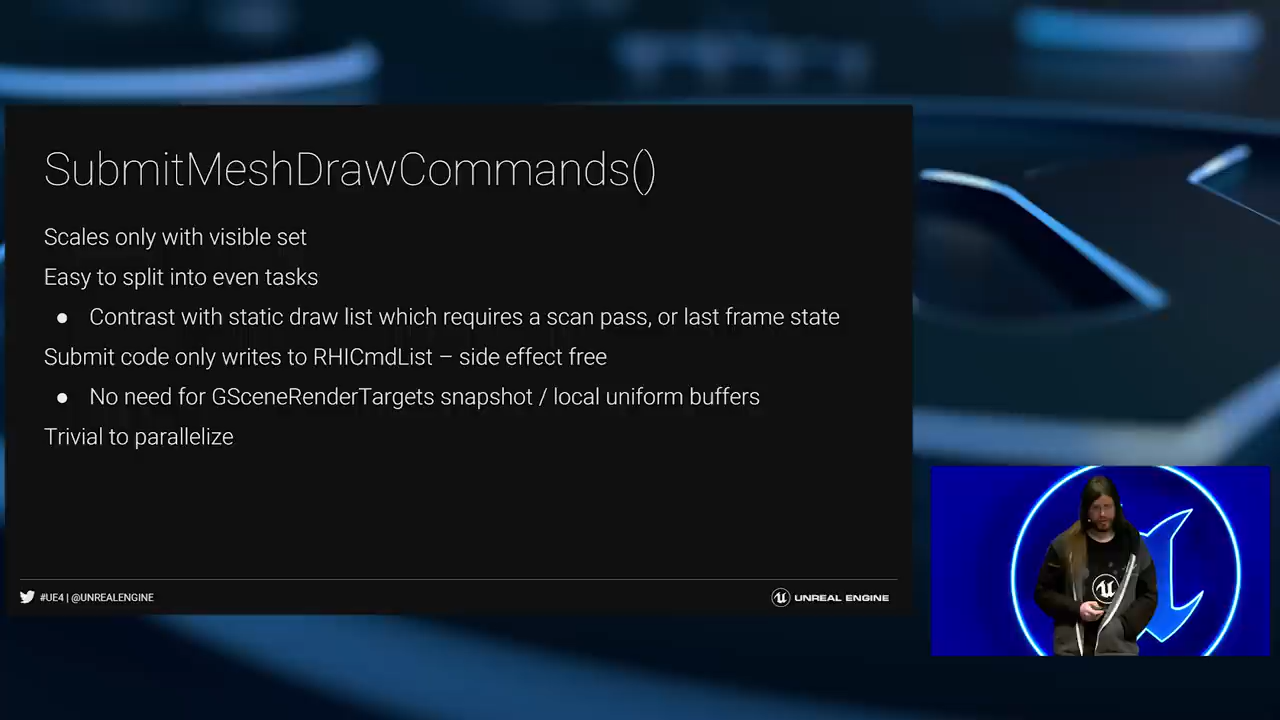 SubmitMeshDrawCommands()
Scales only with visible set
Easy to split into even tasks
● Contrast with static draw list which requires a scan pass, or last frame state
Submit code only writes to RHICmdList – side effect free
● No need for GSceneRenderTargets snapshot / local uniform buffers
Trivial to parallelize
#UE4 | @UNREALENGINE
UNREAL ENGINE